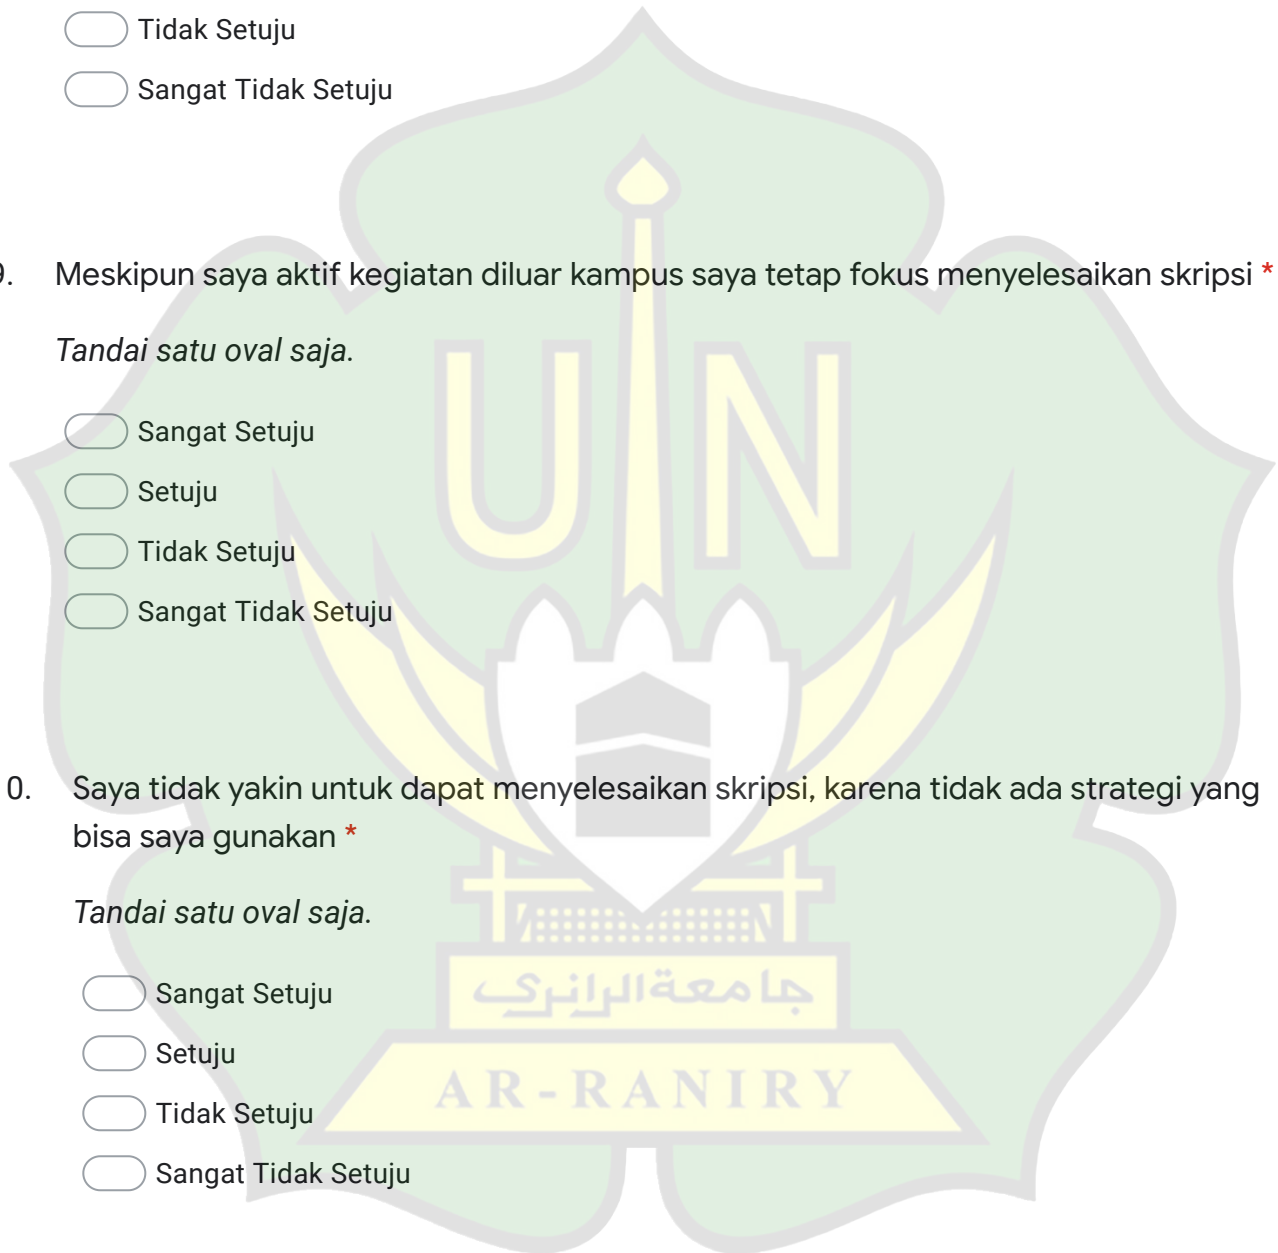 Tidak Setuju
Sangat Tidak Setuju
9. Meskipun saya aktif kegiatan diluar kampus saya tetap fokus menyelesaikan skripsi *
Tandai satu oval saja.
Sangat Setuju
Setuju
Tidak Setuju
Sangat Tidak Setuju
0. Saya tidak yakin untuk dapat menyelesaikan skripsi, karena tidak ada strategi yang
bisa saya gunakan *
Tandai satu oval saja.
Sangat Setuju
Setuju
Tidak Setuju
Sangat Tidak Setuju
UIN
جامعة الرانري
AR-RANIRY